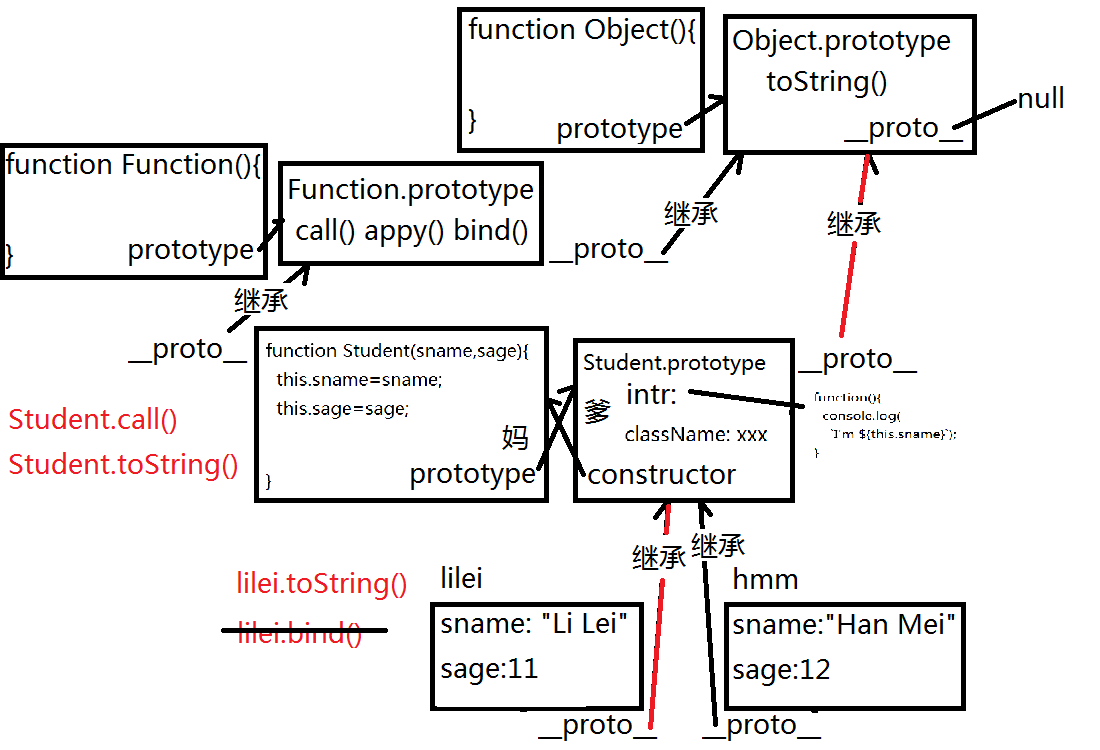 function Object(){
}
prototype
Object.prototype
toString()
__proto__
null
function Function(){
}
prototype
Function.prototype
call() appy() bind()
__proto__
继承
继承
继承
__proto__
function Student(sname,sage){
this.sname=sname;
this.sage=sage;
妈
prototype
}
Student.prototype
intr:
爹
className: xxx
constructor
__proto__
function(){
console.log(
`I'm ${this.sname}`);
}
Student.call()
Student.toString()
继承
继承
lilei.toString()
lilei.bind()
lilei
sname: "Li Lei"
sage:11
__proto__
hmm
sname:"Han Mei"
sage:12
__proto__